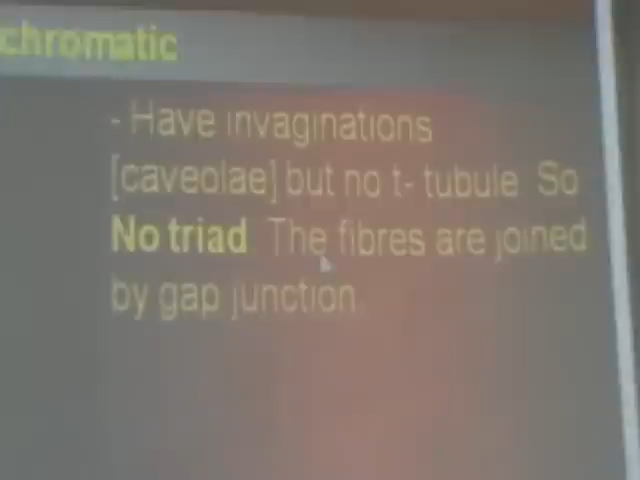 chromatic
- Have invaginations
[caveolae] but no t- tubule. So
No triad. The fibres are joined
by gap junction.